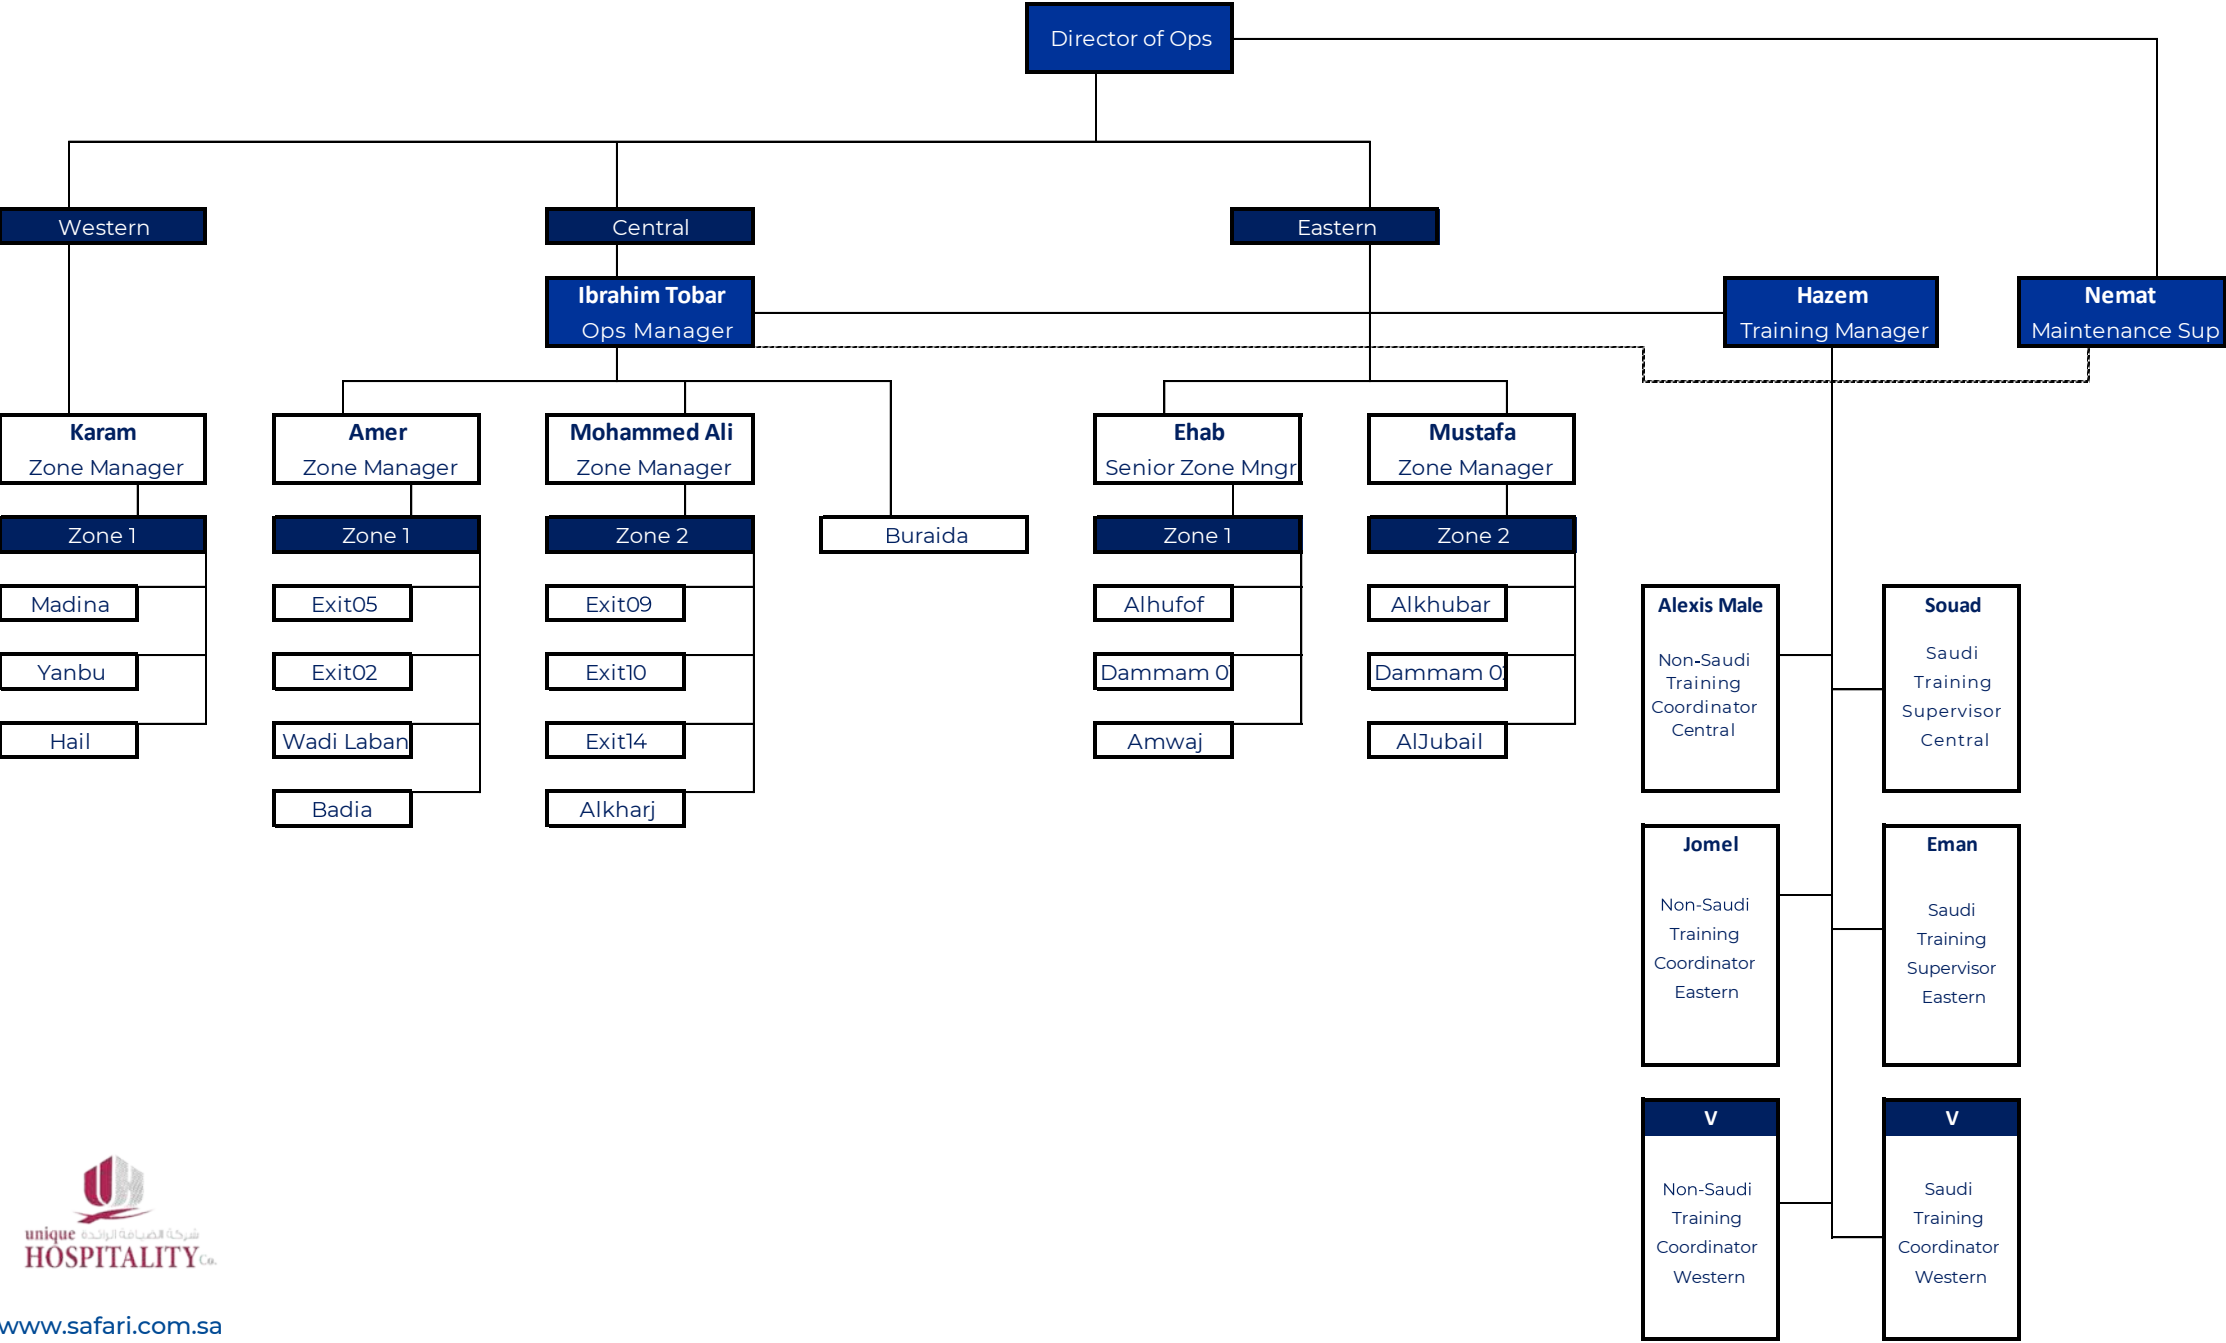 Director of Ops
Western
Central
Eastern
Ibrahim Tobar
Ops Manager
Hazem
Training Manager
Nemat
Maintenance Sup
Karam
Zone Manager
Amer
Zone Manager
Mohammed Ali
Zone Manager
Ehab
Senior Zone Mngr
Mustafa
Zone Manager
Zone 1
Zone 1
Zone 2
Buraida
Zone 1
Zone 2
Madina
Exit05
Exit09
Alhufof
Alkhubar
Yanbu
Exit02
Exit10
Dammam 0
Dammam 0
Hail
Wadi Laban
Exit14
Amwaj
AlJubail
Badia
Alkharj
Alexis Male
Non-Saudi
Training
Coordinator
Central
Souad
Saudi
Training
Supervisor
Central
Jomel
Non-Saudi
Training
Coordinator
Eastern
Eman
Saudi
Training
Supervisor
Eastern
V
Non-Saudi
Training
Coordinator
Western
V
Saudi
Training
Coordinator
Western
unique شركة الضيافة الرائدة
HOSPITALITY Co.
www.safari.com.sa